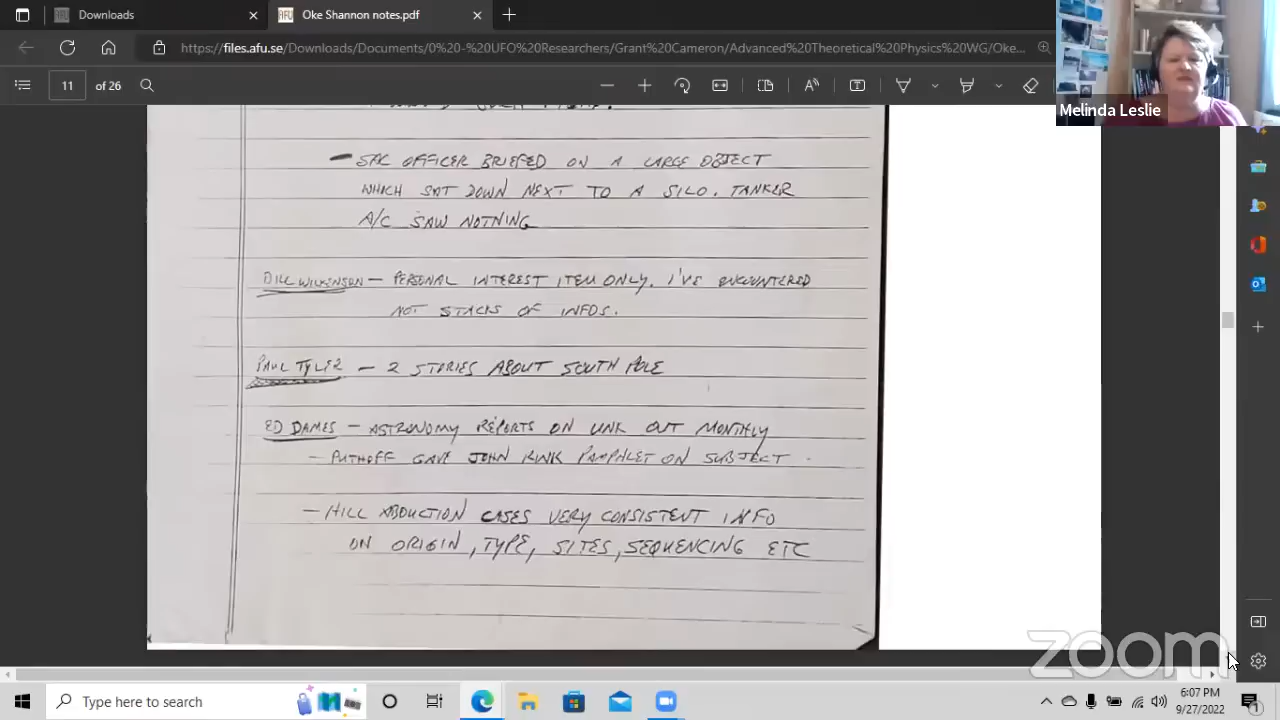 Downloads
Oke Shannon notes.pdf
https://files.afu.se/Downloads/Documents/0%20-%20UFO%20Researchers/Grant%20Cameron/Advanced%20Theoretical%20Physics%20WG/Oke...
11 of 26
Melinda Leslie
- SAC OFFICER BRIEFED ON A LARGE OBJECT
WHICH SAT DOWN NEXT TO A SILO. TANKER
A/C SAW NOTHING
BILL WILKINSON - PERSONAL INTEREST ITEM ONLY. I'VE ENCOUNTERED
NOT STACKS OF INFOS.
PAUL TYLER - 2 STORIES ABOUT SOUTH POLE
ED DAMES - ASTRONOMY REPORTS ON UNK OUT MONTHLY
- PUTHOFF GAVE JOHN KINK PAMPHLET ON SUBJECT
- HILL ABDUCTION CASES VERY CONSISTENT INFO
ON ORIGIN, TYPE, SITES, SEQUENCING ETC
zoom
Type here to search
6:07 PM
9/27/2022